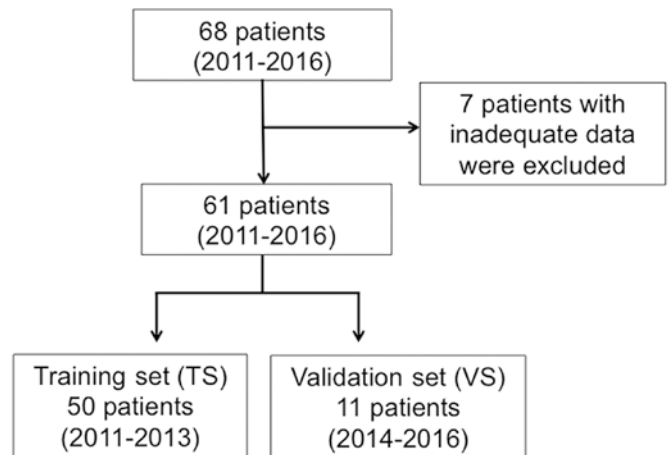 68 patients
(2011-2016)
7 patients with
inadequate data
were excluded
61 patients
(2011-2016)
Training set (TS)
50 patients
(2011-2013)
Validation set (VS)
11 patients
(2014-2016)